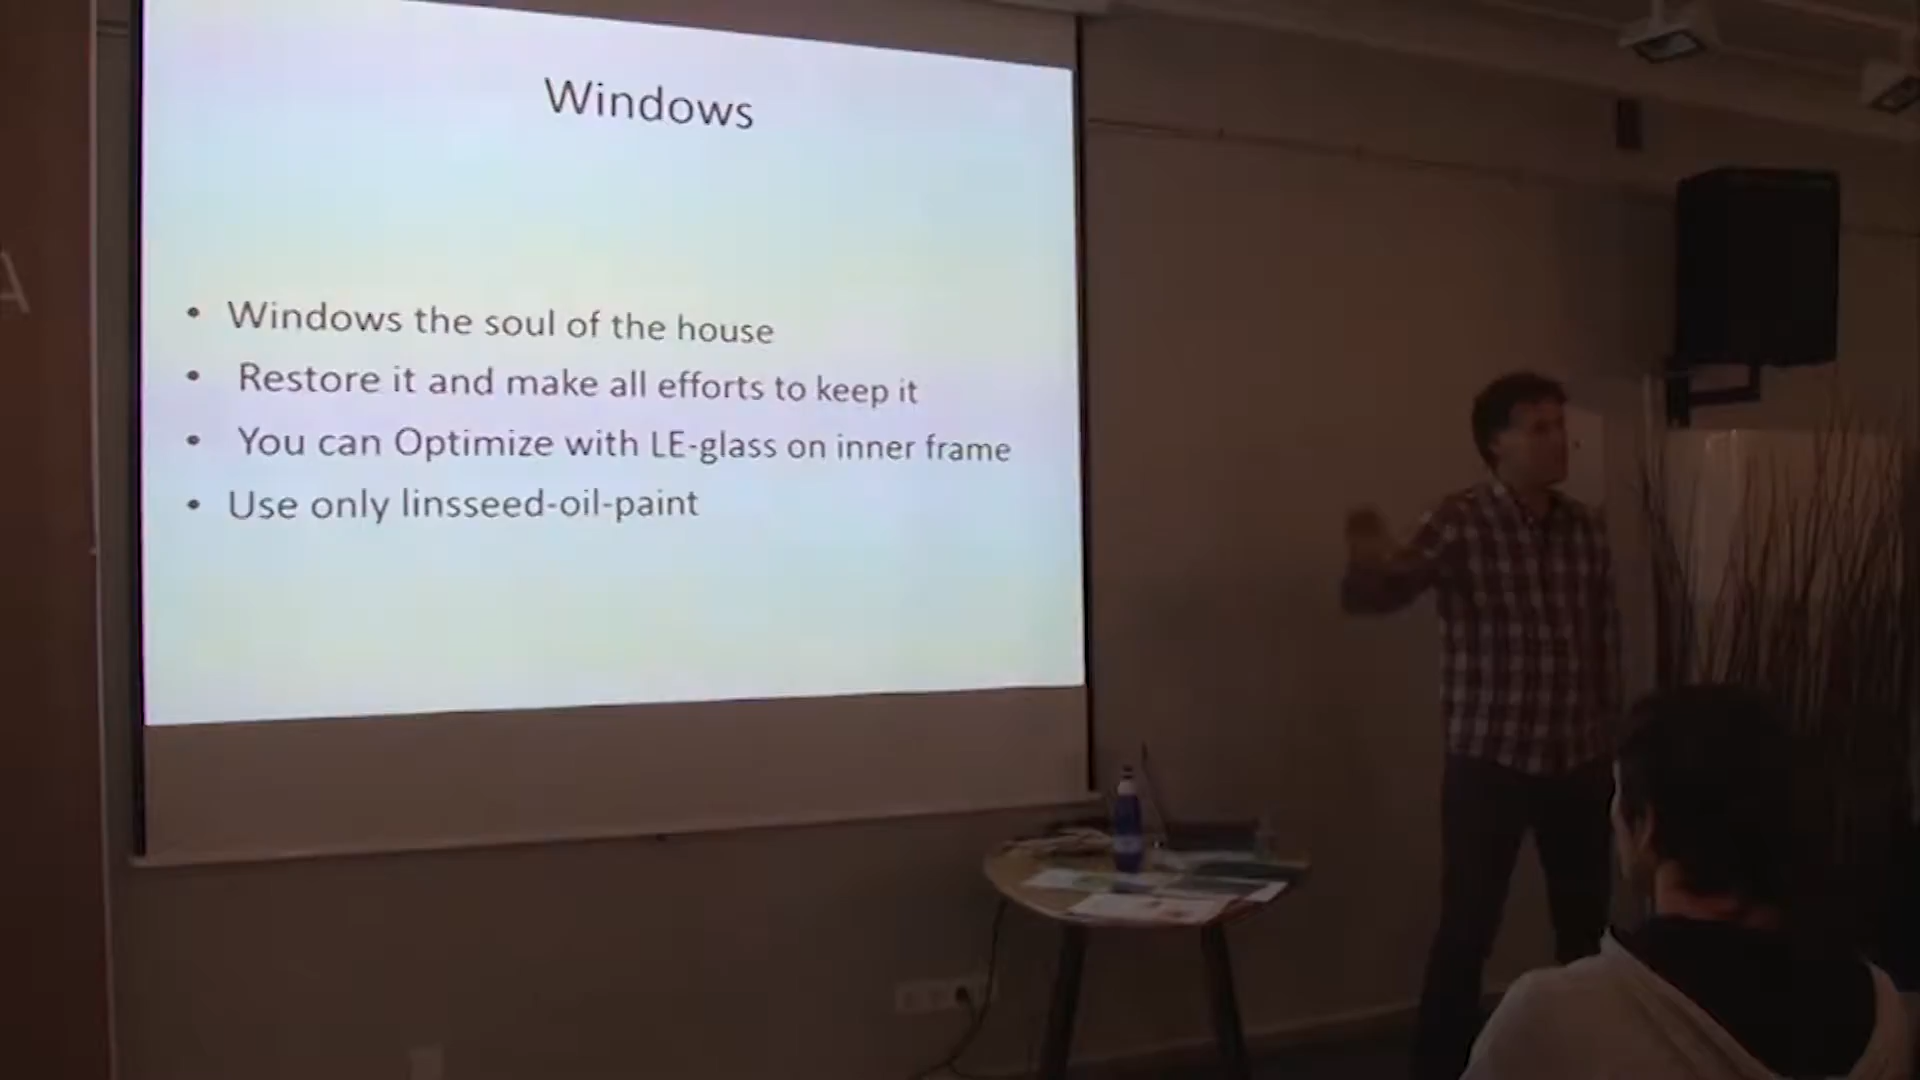 Windows
• Windows the soul of the house
• Restore it and make all efforts to keep it
• You can Optimize with LE-glass on inner frame
• Use only linsseed-oil-paint
A